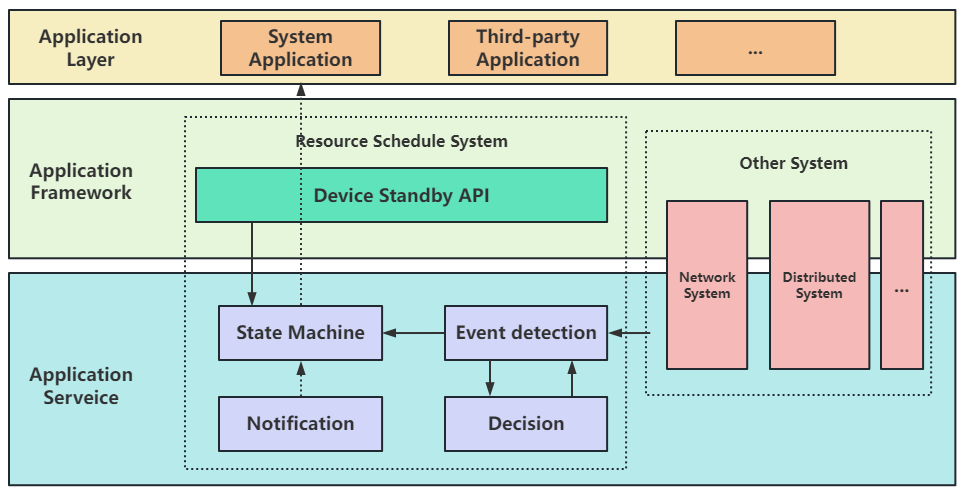 Application
Layer
System
Application
Third-party
Application
...
Application
Framework
Resource Schedule System
Device Standby API
Other System
Network
System
Distributed
System
...
Application
Serveice
State Machine
Event detection
Notification
Decision